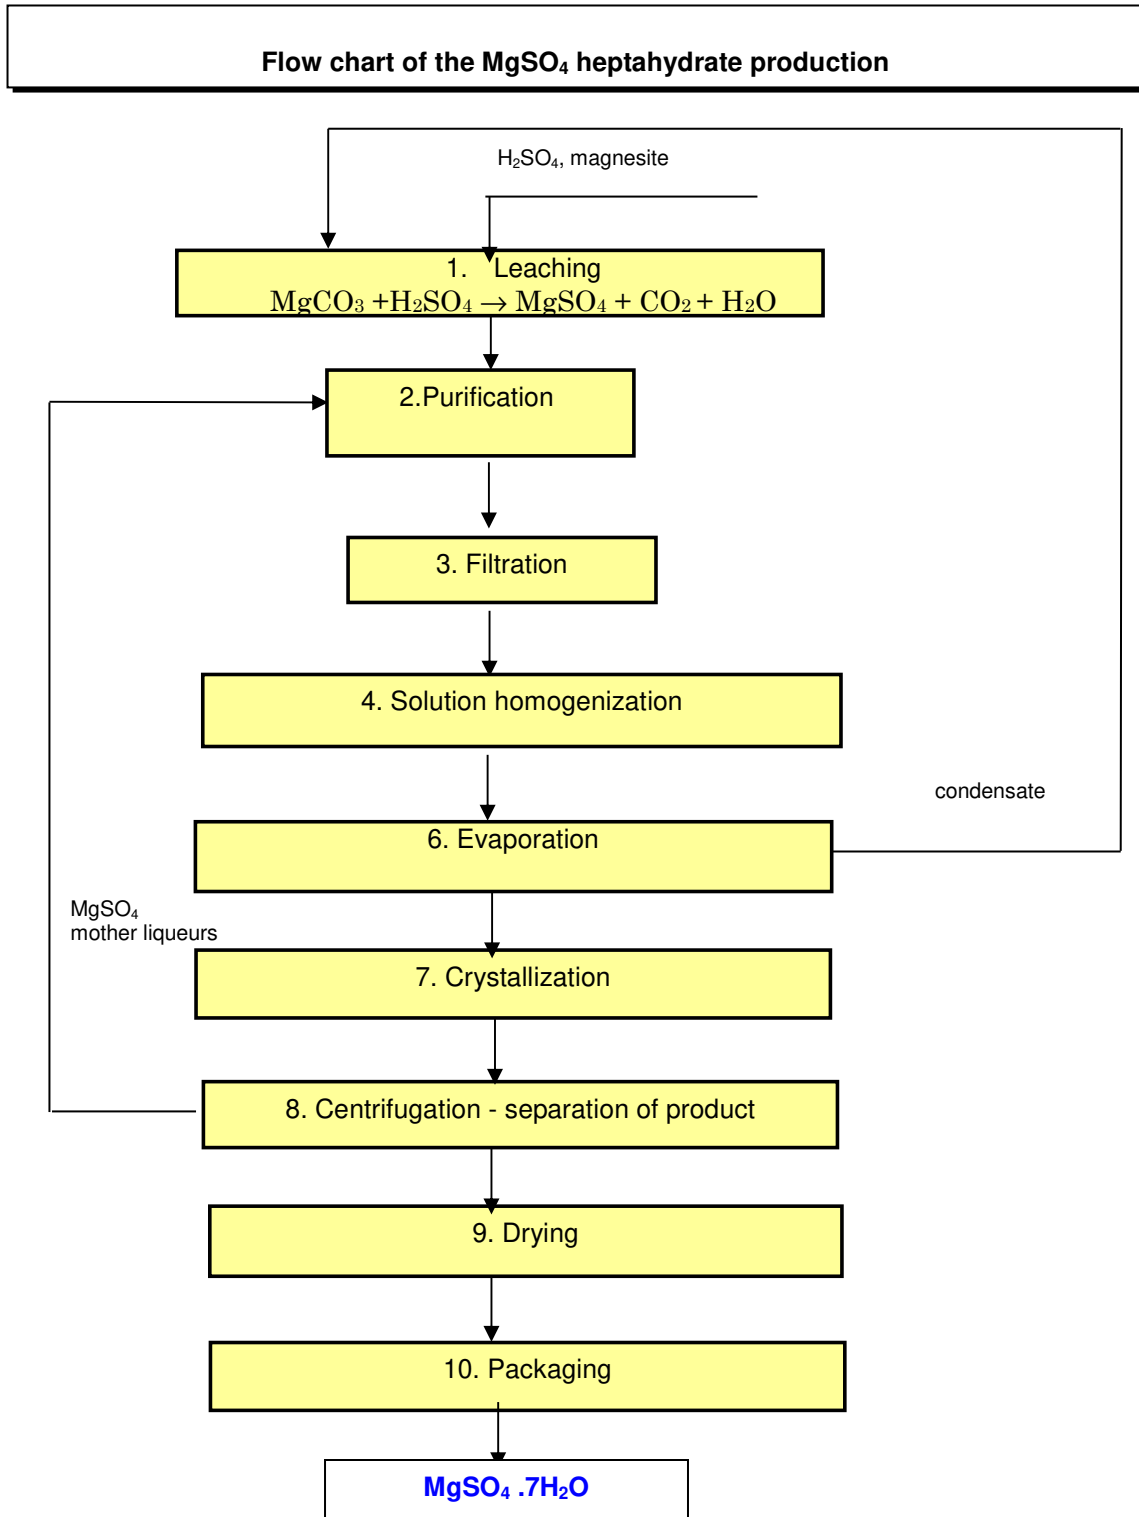 Flow chart of the MgSO₄ heptahydrate production
H₂SO₄, magnesite
1. Leaching
MgCO₃ +H₂SO₄ → MgSO₄ + CO₂ + H₂O
2.Purification
3. Filtration
4. Solution homogenization
condensate
6. Evaporation
MgSO₄
mother liqueurs
7. Crystallization
8. Centrifugation - separation of product
9. Drying
10. Packaging
MgSO₄ .7H₂O